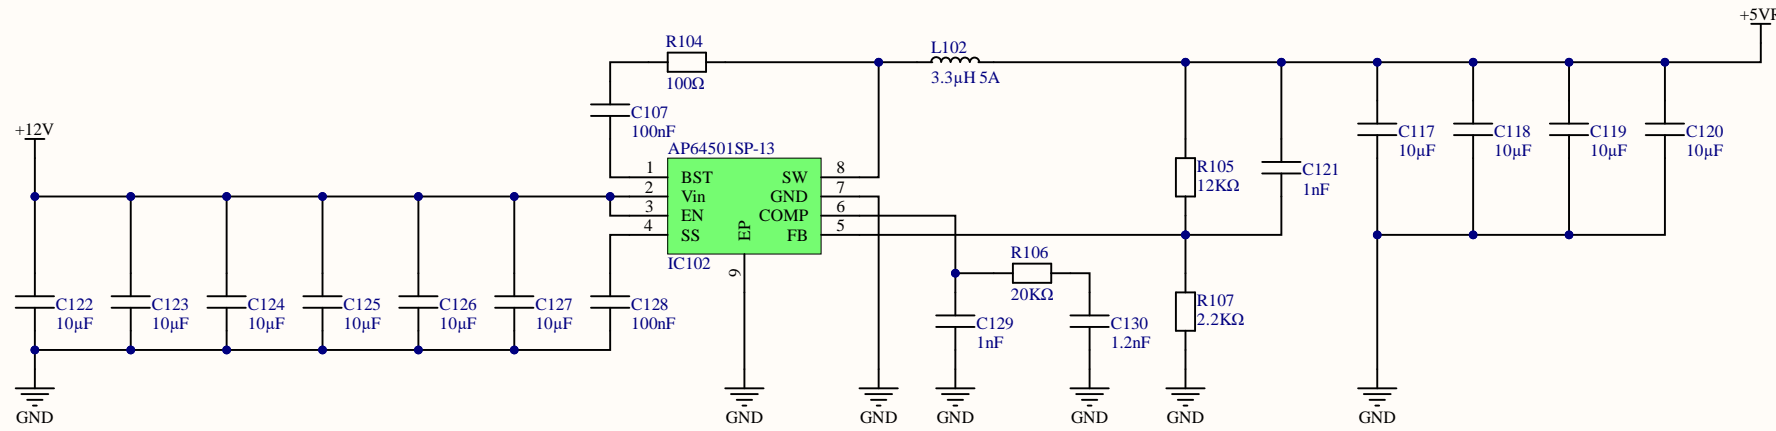 +5VF
R104
100Ω
L102
3.3µH 5A
C107
100nF
+12V
AP64501SP-13
1
2
3
4
BST
Vin
EN
SS
EP
9
SW
GND
COMP
FB
8
7
6
5
IC102
R105
12KΩ
C121
1nF
C117
10µF
C118
10µF
C119
10µF
C120
10µF
R106
20KΩ
C122
10µF
C123
10µF
C124
10µF
C125
10µF
C126
10µF
C127
10µF
C128
100nF
C129
1nF
C130
1.2nF
R107
2.2KΩ
GND
GND
GND
GND
GND
GND
GND